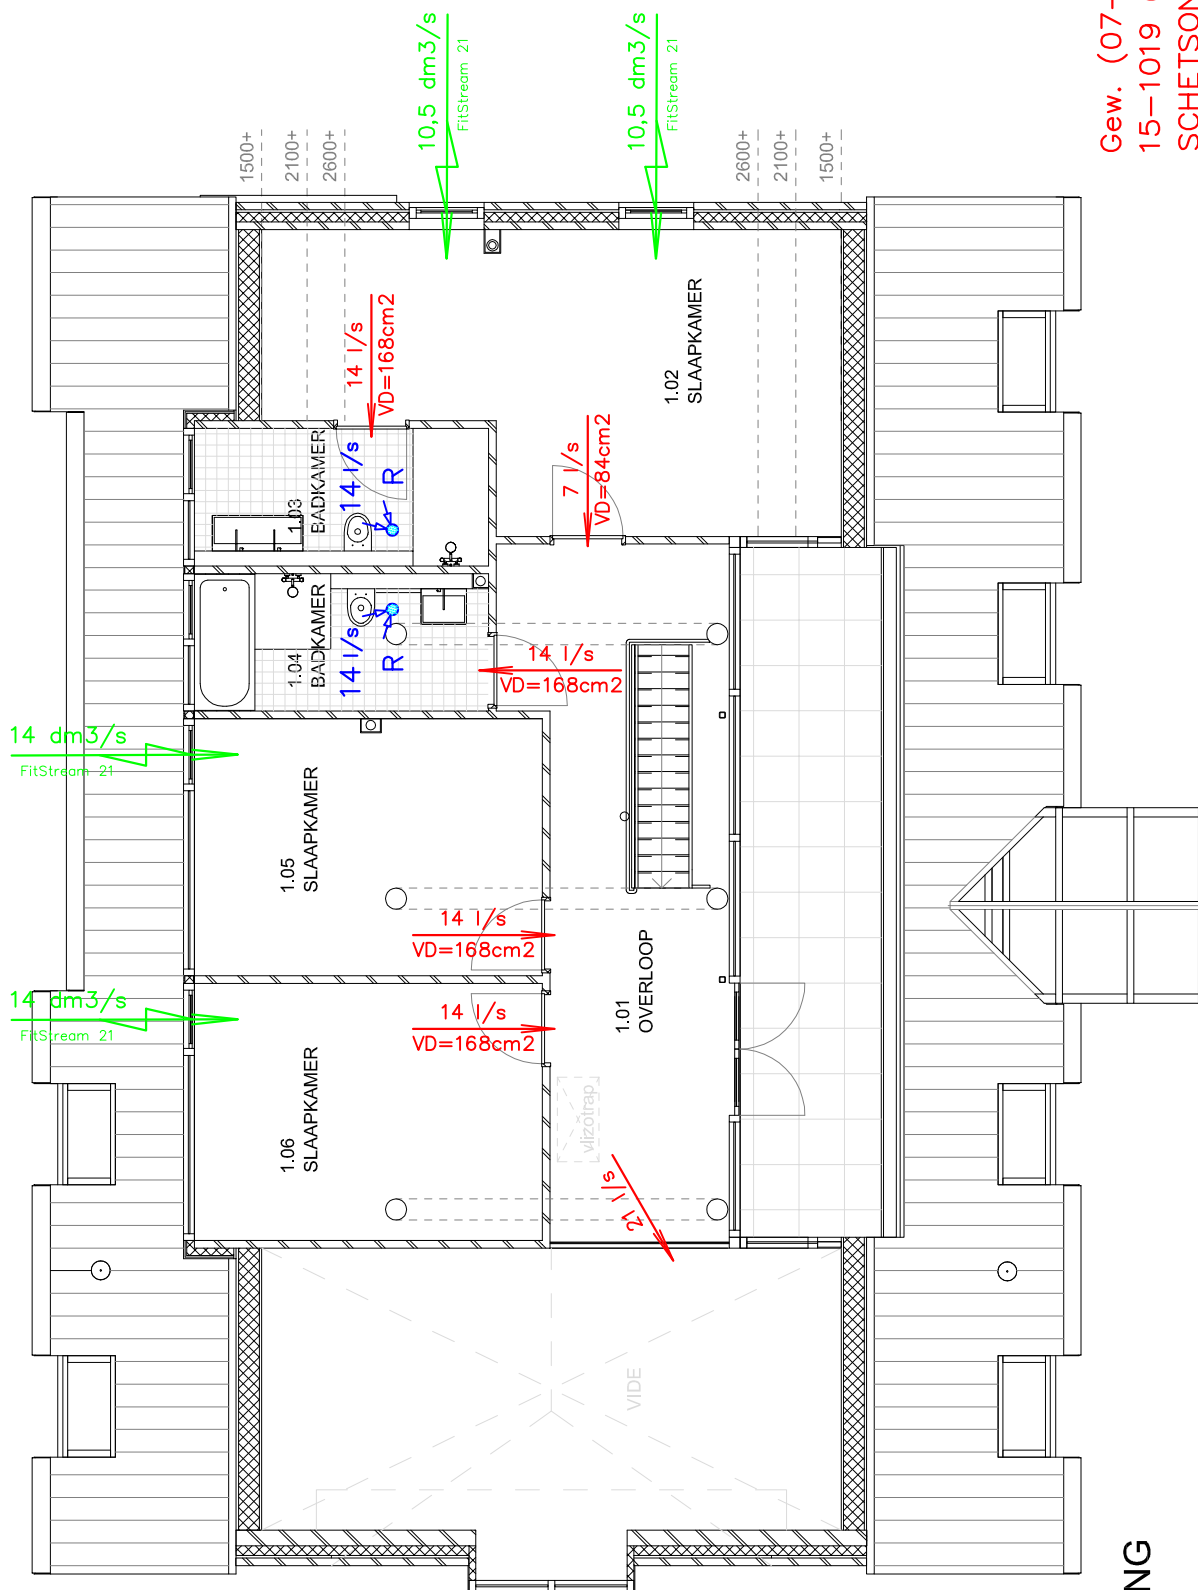 10,5 dm3/s
FitStream 21
10,5 dm3/s
FitStream 21
Gew. (07-
15-1019
SCHETSON
1500+
2100+
2600+
2600+
2100+
1500+
14 l/s
VD=168cm2
1.02
SLAAPKAMER
7 l/s
VD=84cm2
1.03
BADKAMER
14 l/s
R
1.04
BADKAMER
14 l/s
R
14 l/s
VD=168cm2
14 dm3/s
FitStream 21
1.05
SLAAPKAMER
14 l/s
VD=168cm2
14 dm3/s
FitStream 21
1.06
SLAAPKAMER
14 l/s
VD=168cm2
1.01
OVERLOOP
vlizotrap
21 l/s
VIDE
NG